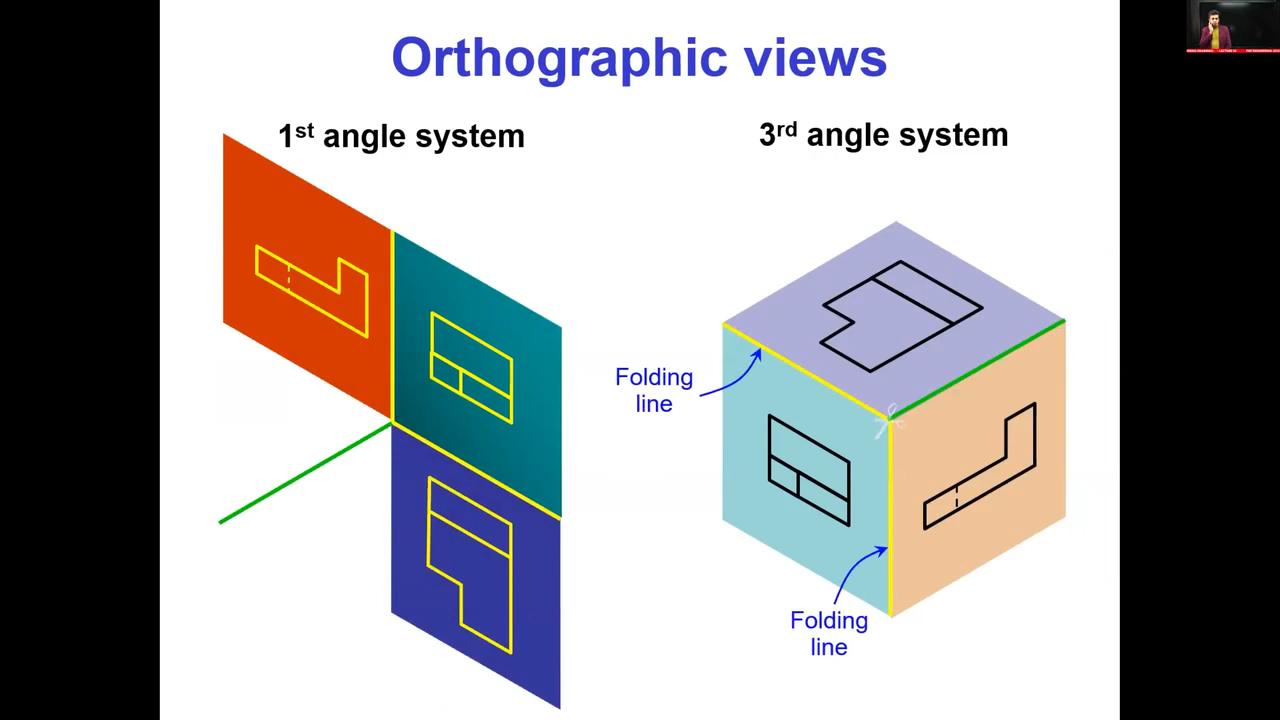 Orthographic views
1st angle system
3rd angle system
Folding
line
Folding
line